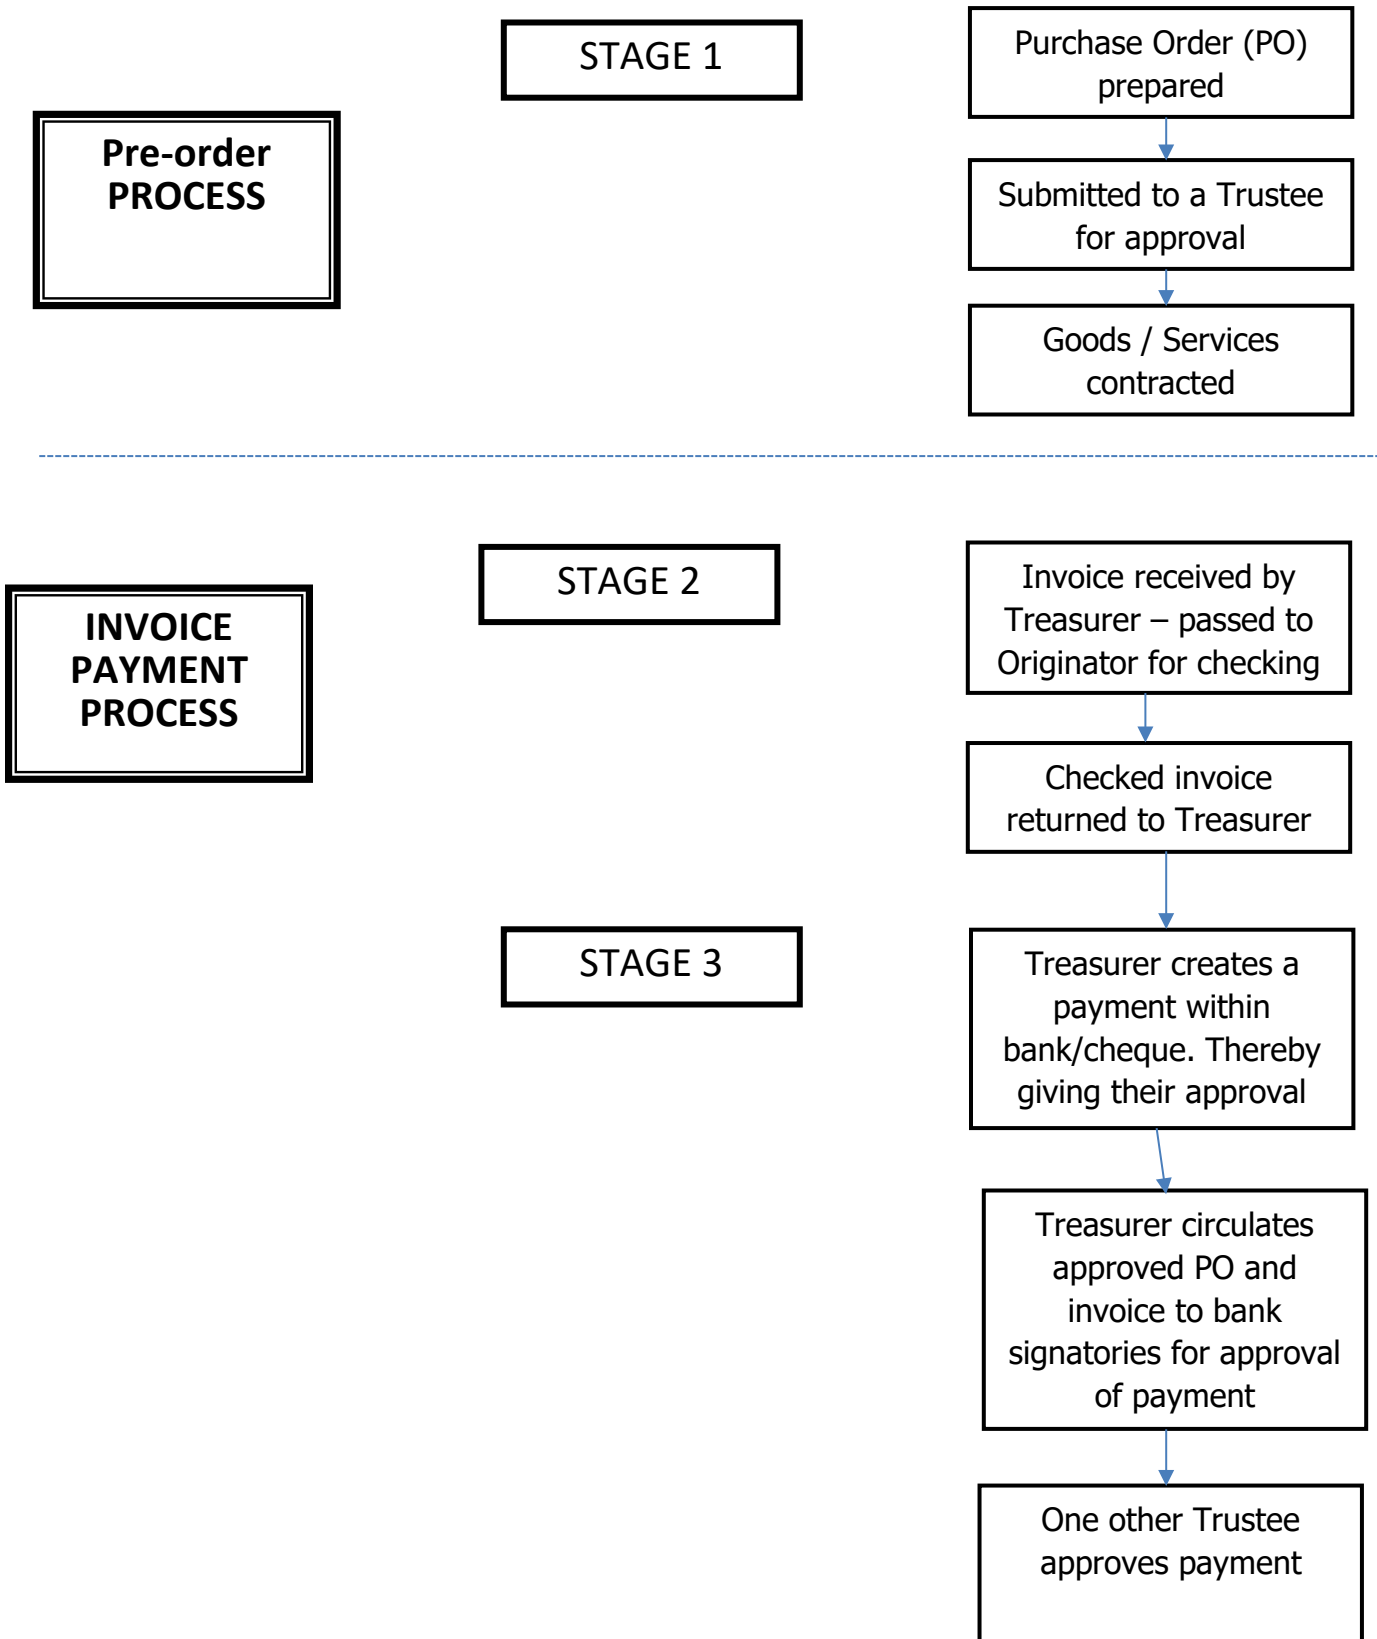 STAGE 1
Purchase Order (PO)
prepared
Pre-order
PROCESS
Submitted to a Trustee
for approval
Goods / Services
contracted
STAGE 2
Invoice received by
Treasurer – passed to
Originator for checking
INVOICE
PAYMENT
PROCESS
Checked invoice
returned to Treasurer
STAGE 3
Treasurer creates a
payment within
bank/cheque. Thereby
giving their approval
Treasurer circulates
approved PO and
invoice to bank
signatories for approval
of payment
One other Trustee
approves payment